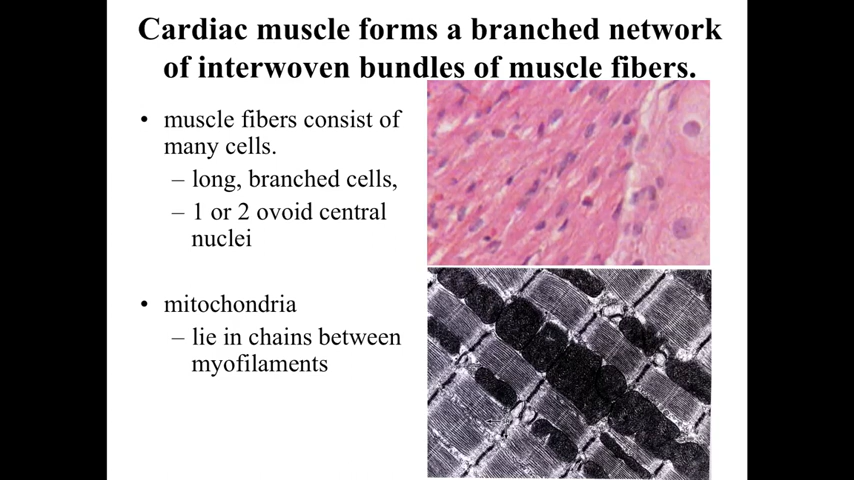 Cardiac muscle forms a branched network
of interwoven bundles of muscle fibers.
• muscle fibers consist of
many cells.
– long, branched cells,
– 1 or 2 ovoid central
nuclei
• mitochondria
– lie in chains between
myofilaments